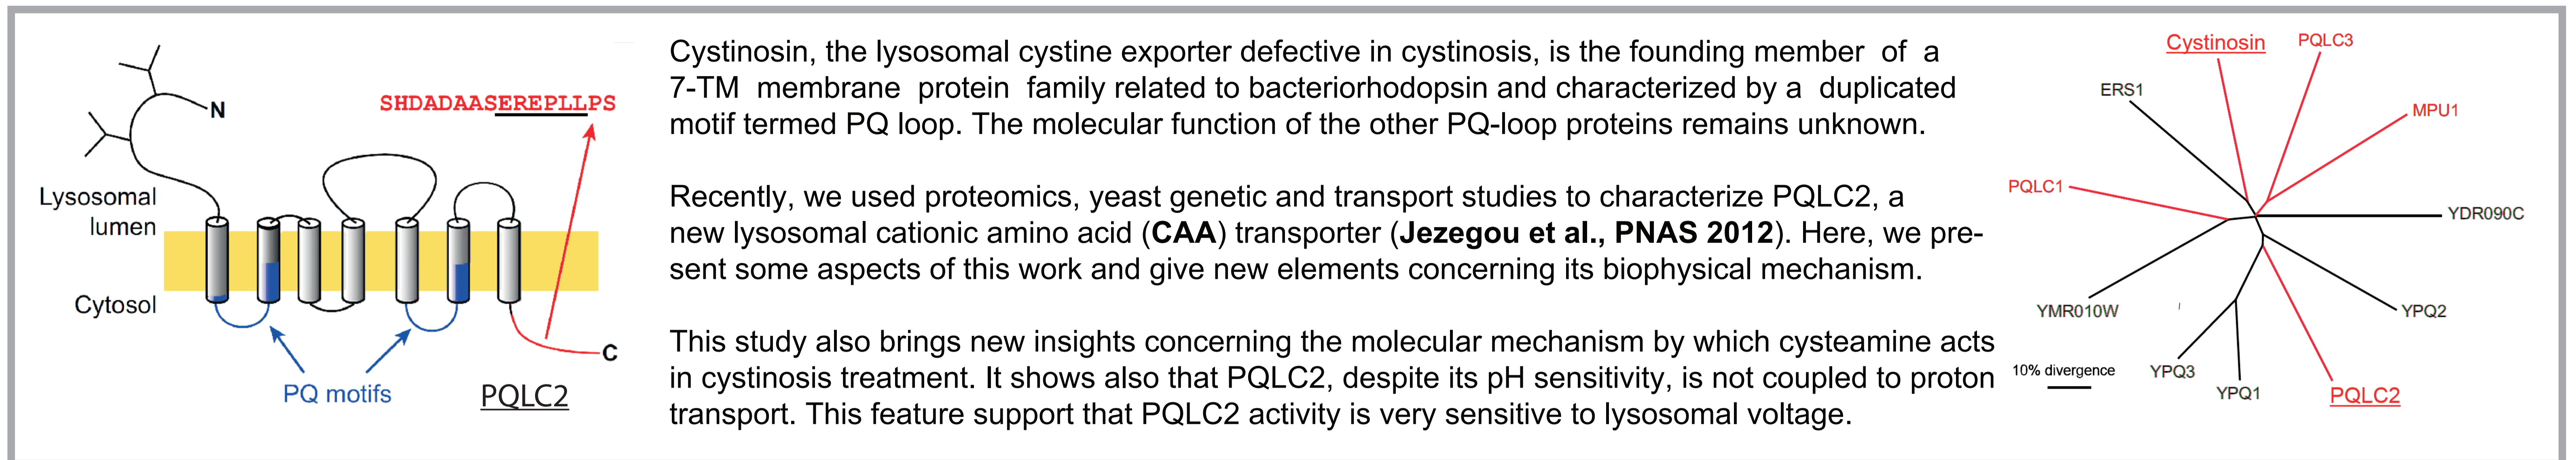 N
SHDADAASEREPLLPS
Lysosomal
lumen
Cytosol
C
PQ motifs
PQLC2
Cystinosin, the lysosomal cystine exporter defective in cystinosis, is the founding member of a
7-TM membrane protein family related to bacteriorhodopsin and characterized by a duplicated
motif termed PQ loop. The molecular function of the other PQ-loop proteins remains unknown.
Recently, we used proteomics, yeast genetic and transport studies to characterize PQLC2, a
new lysosomal cationic amino acid (CAA) transporter (Jezegou et al., PNAS 2012). Here, we pre-
sent some aspects of this work and give new elements concerning its biophysical mechanism.
This study also brings new insights concerning the molecular mechanism by which cysteamine acts
in cystinosis treatment. It shows also that PQLC2, despite its pH sensitivity, is not coupled to proton
transport. This feature support that PQLC2 activity is very sensitive to lysosomal voltage.
Cystinosin
PQLC3
ERS1
MPU1
PQLC1
YDR090C
YMR010W
YPQ2
10% divergence
YPQ3
YPQ1
PQLC2